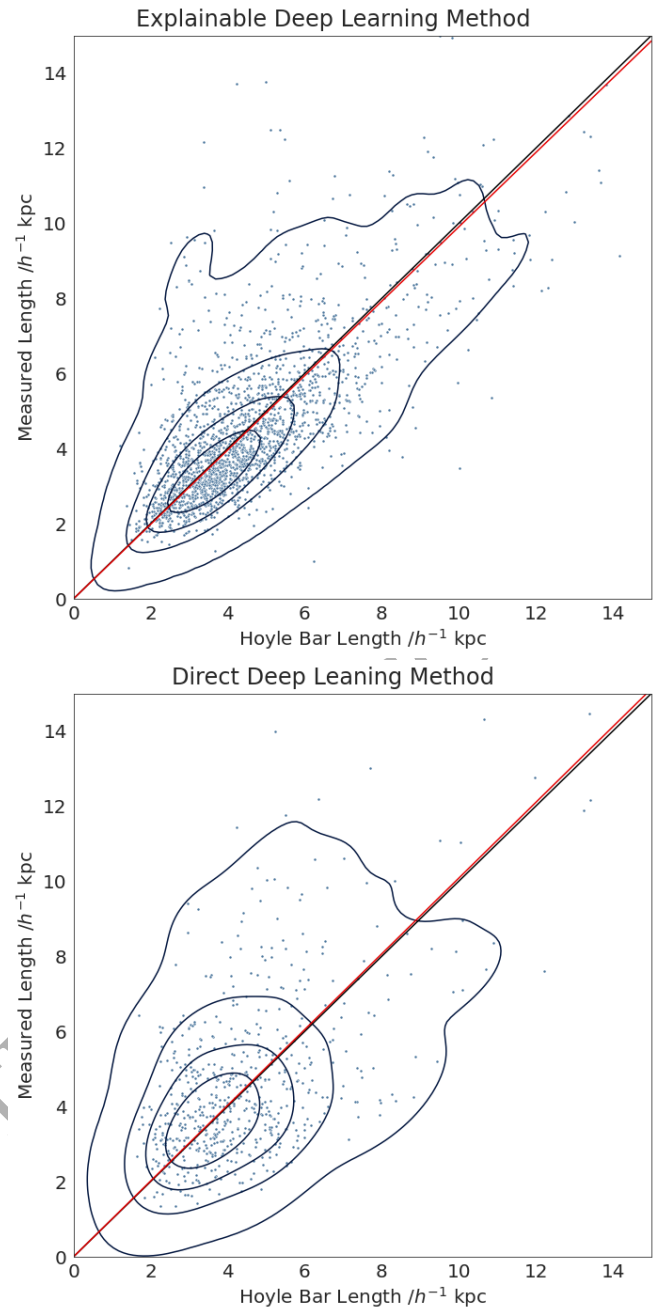 Explainable Deep Learning Method
14
12
10
8
6
4
2
0
Measured Length /h⁻¹ kpc
0 2 4 6 8 10 12 14
Hoyle Bar Length /h⁻¹ kpc
Direct Deep Leaning Method
14
12
10
8
6
4
2
0
Measured Length /h⁻¹ kpc
0 2 4 6 8 10 12 14
Hoyle Bar Length /h⁻¹ kpc